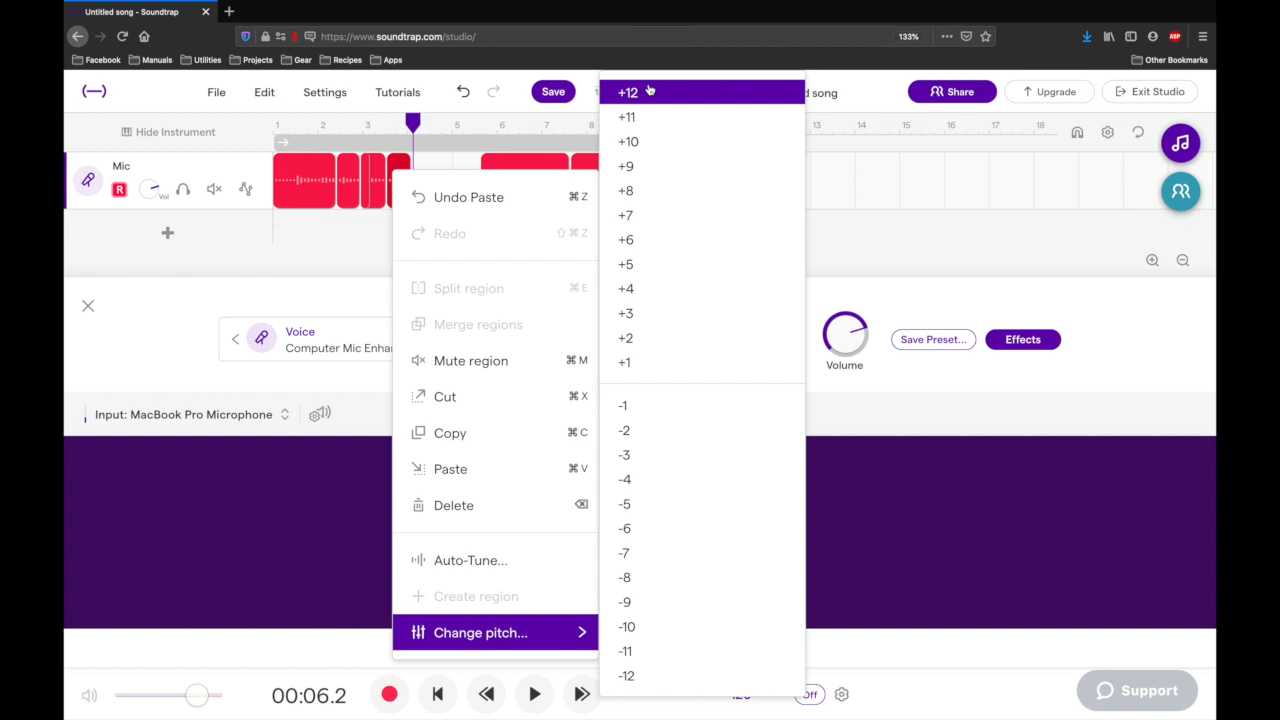 Untitled song - Soundtrap
https://www.soundtrap.com/studio/
133%
ABP
Facebook
Manuals
Utilities
Projects
Gear
Recipes
Apps
Other Bookmarks
File
Edit
Settings
Tutorials
Save
d song
Share
Upgrade
Exit Studio
Hide Instrument
1
2
3
5
6
7
8
13
14
15
16
17
18
Mic
R
Vol
Undo Paste ⌘ Z
Redo ⇧ ⌘ Z
Split region ⌘ E
Merge regions
Mute region ⌘ M
Cut ⌘ X
Copy ⌘ C
Paste ⌘ V
Delete
Auto-Tune...
Create region
Change pitch...
+12
+11
+10
+9
+8
+7
+6
+5
+4
+3
+2
+1
-1
-2
-3
-4
-5
-6
-7
-8
-9
-10
-11
-12
Voice
Computer Mic Enha
Volume
Save Preset...
Effects
Input: MacBook Pro Microphone
00:06.2
Off
Support